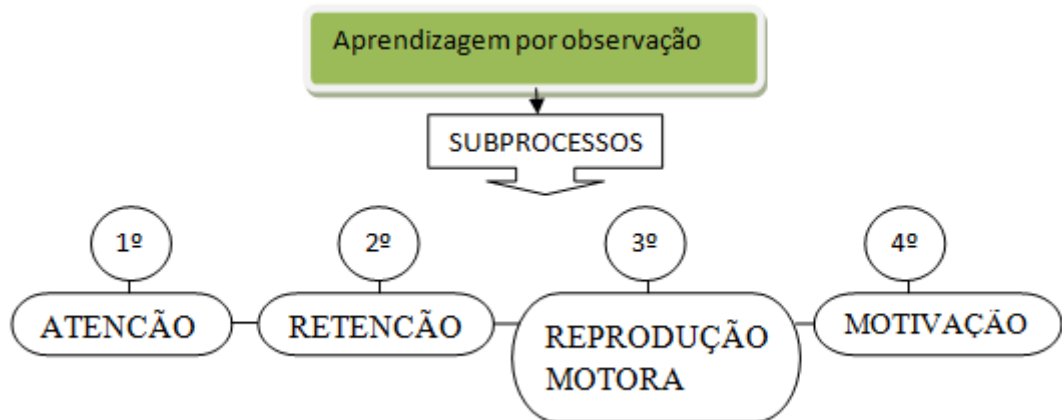 Aprendizagem por observação
SUBPROCESSOS
1º
2º
3º
4º
ATENCÃO
RETENCÃO
REPRODUÇÃO
MOTORA
MOTIVAÇÃO